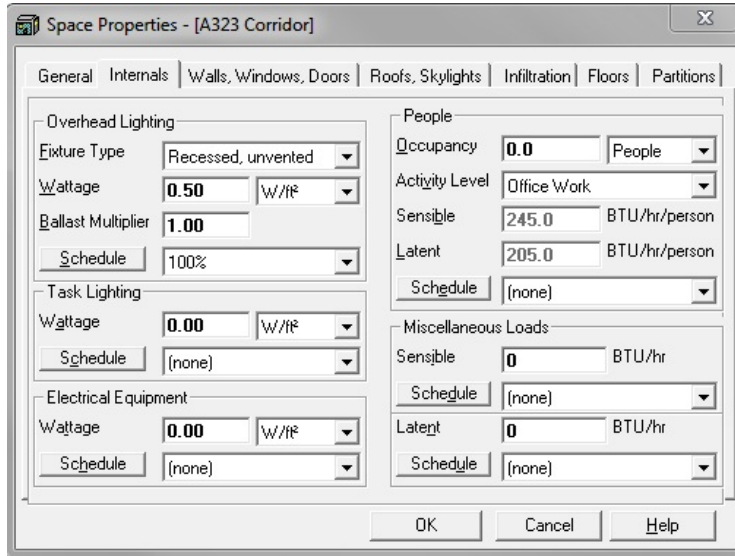 Space Properties - [A323 Corridor]
General Internals Walls, Windows, Doors Roofs, Skylights Infiltration Floors Partitions
Overhead Lighting
Fixture Type Recessed, unvented
Wattage 0.50 W/ft²
Ballast Multiplier 1.00
Schedule 100%
Task Lighting
Wattage 0.00 W/ft²
Schedule (none)
Electrical Equipment
Wattage 0.00 W/ft²
Schedule (none)
People
Occupancy 0.0 People
Activity Level Office Work
Sensible 245.0 BTU/hr/person
Latent 205.0 BTU/hr/person
Schedule (none)
Miscellaneous Loads
Sensible 0 BTU/hr
Schedule (none)
Latent 0 BTU/hr
Schedule (none)
OK Cancel Help